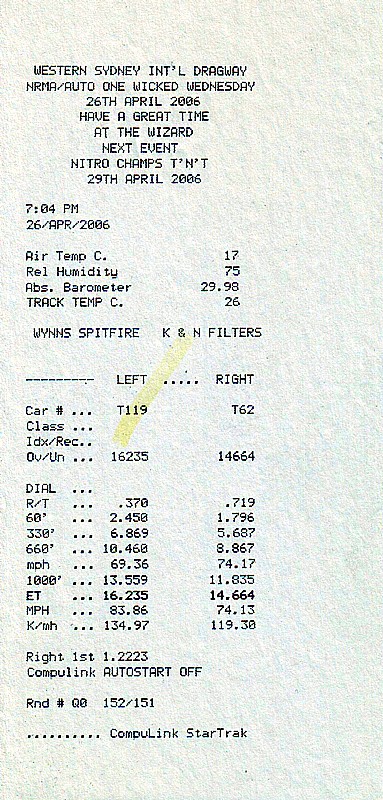 WESTERN SYDNEY INT'L DRAGWAY
NRMA/AUTO ONE WICKED WEDNESDAY
26TH APRIL 2006
HAVE A GREAT TIME
AT THE WIZARD
NEXT EVENT
NITRO CHAMPS T'N'T
29TH APRIL 2006
7:04 PM
26/APR/2006
Air Temp C. 17
Rel Humidity 75
Abs. Barometer 29.98
TRACK TEMP C. 26
WYNNS SPITFIRE K & N FILTERS
--------- LEFT ..... RIGHT
Car # ... T119 T62
Class ...
Idx/Rec..
Ov/Un ... 16235 14664
DIAL ...
R/T ... .370 .719
60' ... 2.450 1.796
330' ... 6.869 5.687
660' ... 10.460 8.867
mph ... 69.36 74.17
1000' ... 13.559 11.835
ET ... 16.235 14.664
MPH ... 83.86 74.13
K/mh ... 134.97 119.30
Right 1st 1.2223
Compulink AUTOSTART OFF
Rnd # Q0 152/151
.......... CompuLink StarTrak